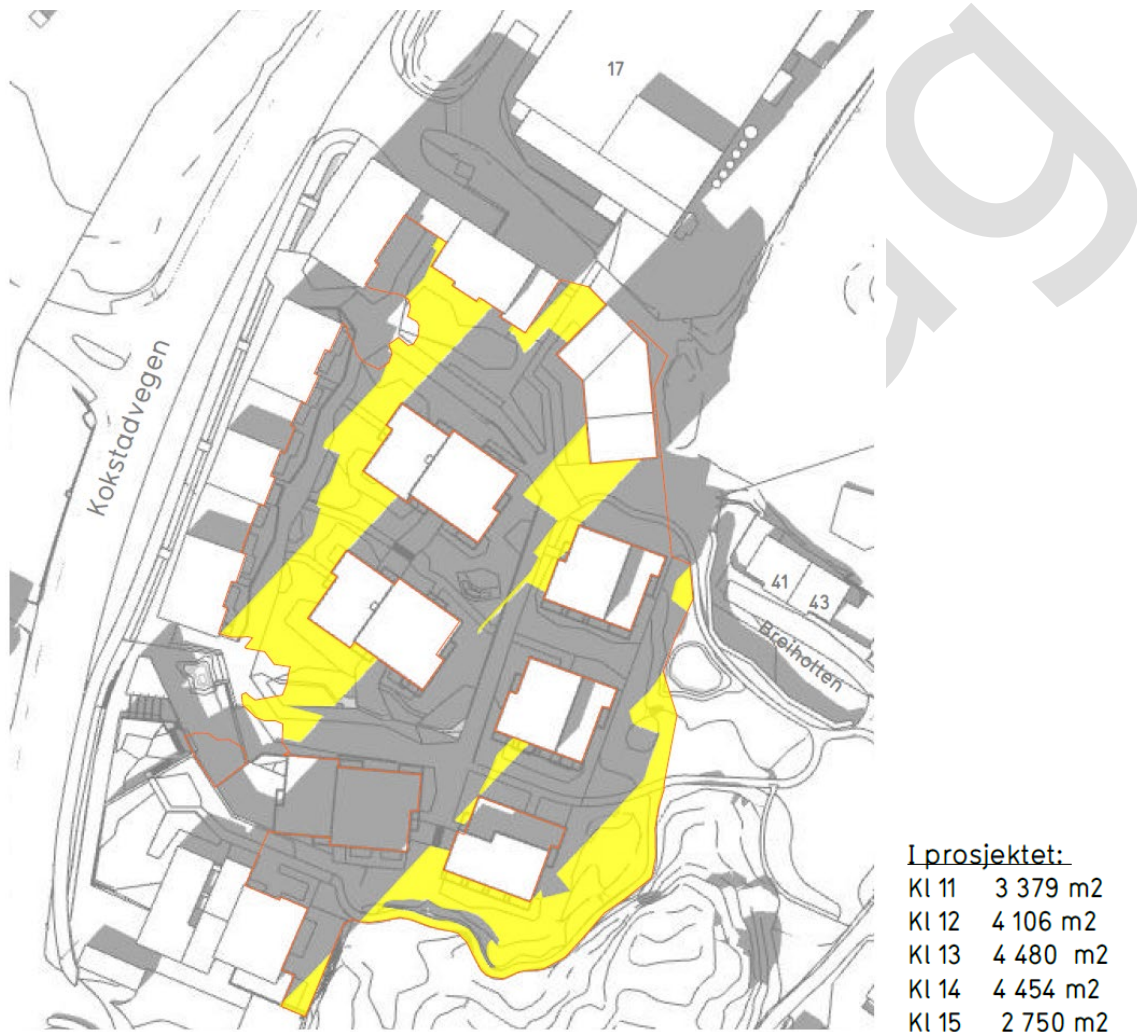 17
Kokstadvegen
41
43
Breihotten
I prosjektet:
Kl 11 3 379 m2
Kl 12 4 106 m2
Kl 13 4 480 m2
Kl 14 4 454 m2
Kl 15 2 750 m2
g